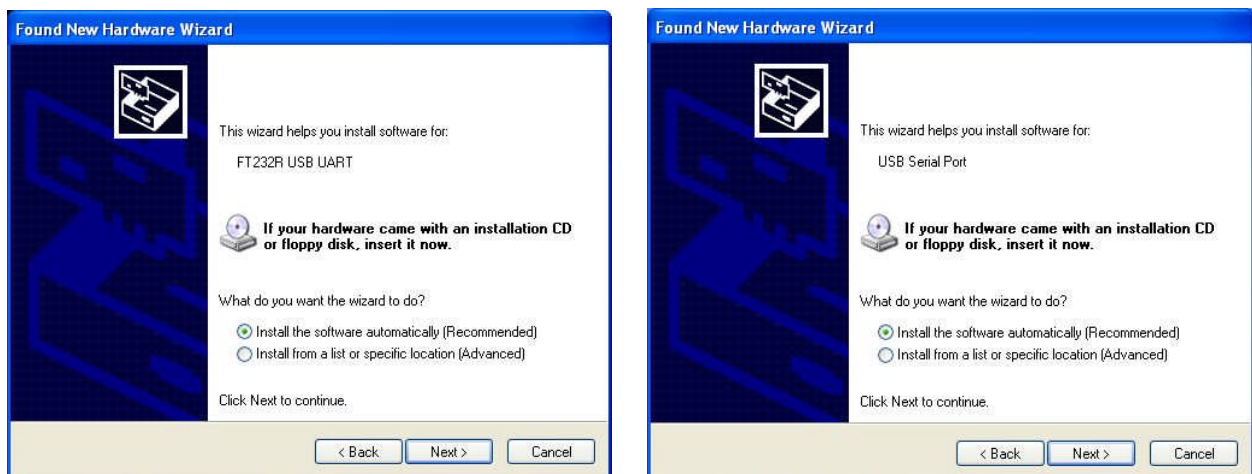 Found New Hardware Wizard
This wizard helps you install software for:
FT232R USB UART
If your hardware came with an installation CD
or floppy disk, insert it now.
What do you want the wizard to do?
Install the software automatically (Recommended)
Install from a list or specific location (Advanced)
Click Next to continue.
< Back Next > Cancel
Found New Hardware Wizard
This wizard helps you install software for:
USB Serial Port
If your hardware came with an installation CD
or floppy disk, insert it now.
What do you want the wizard to do?
Install the software automatically (Recommended)
Install from a list or specific location (Advanced)
Click Next to continue.
< Back Next > Cancel